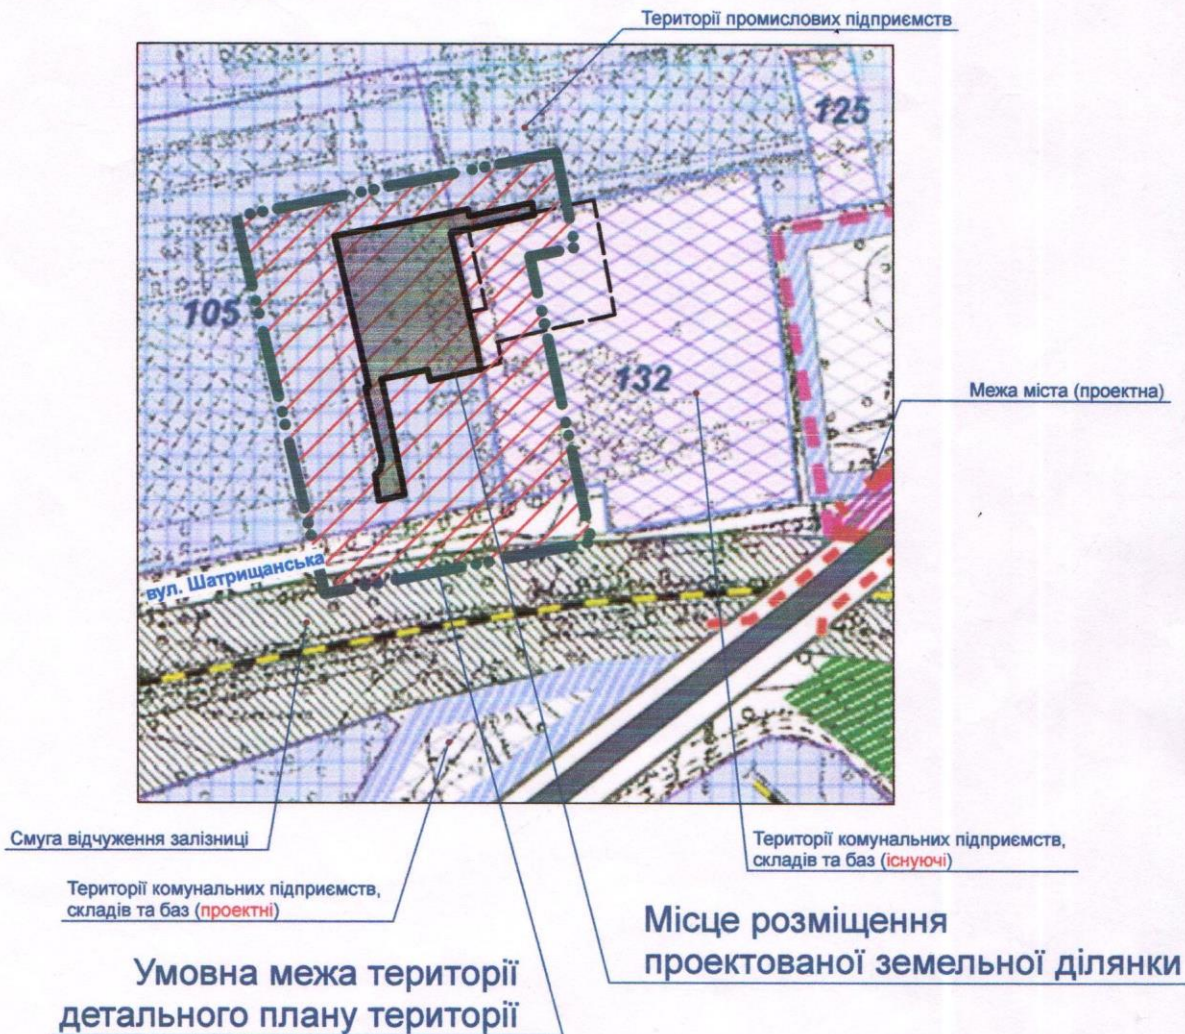 Території промислових підприємств
125
105
132
Межа міста (проектна)
вул. Шатрищанська
Смуга відчуження залізниці
Території комунальних підприємств,
складів та баз (існуючі)
Території комунальних підприємств,
складів та баз (проектні)
Місце розміщення
проектованої земельної ділянки
Умовна межа території
детального плану території